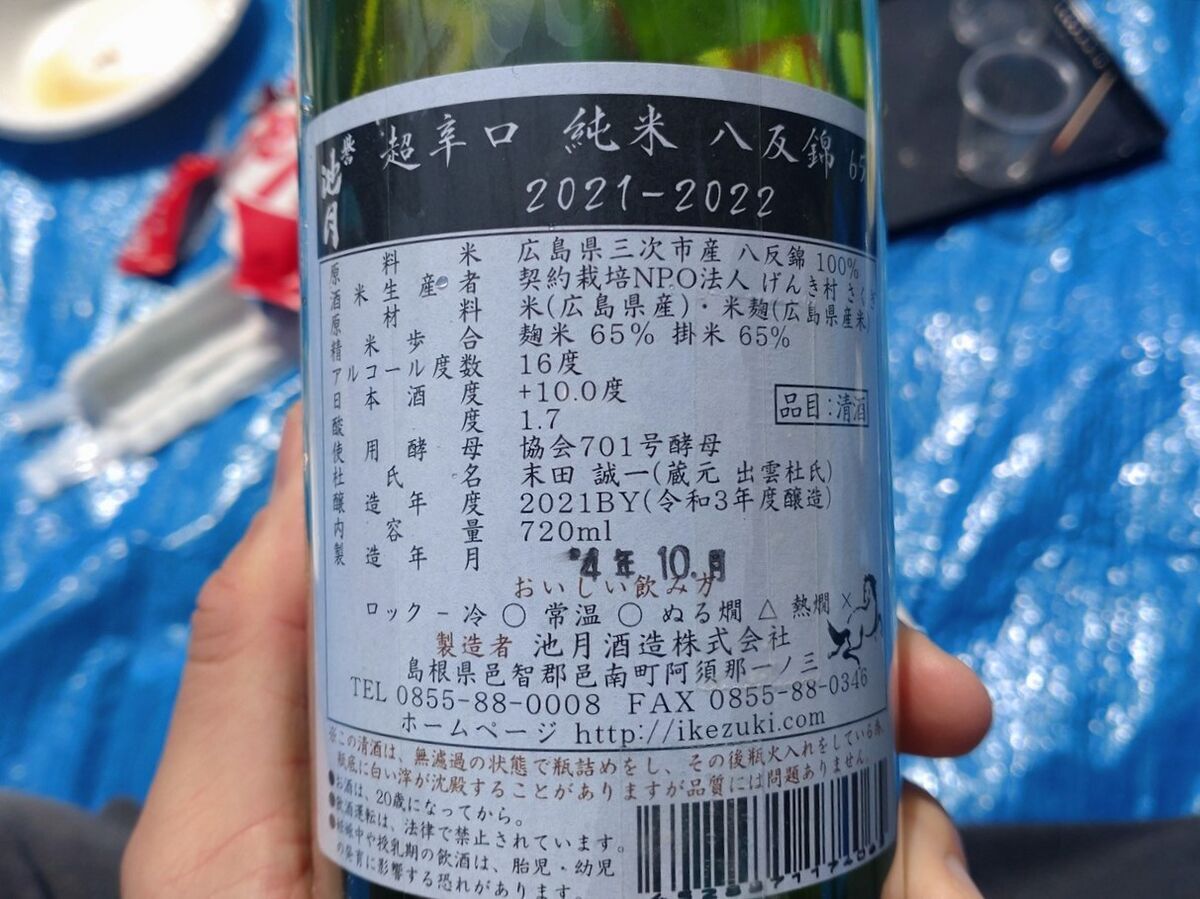 誉 池月
超辛口 純米 八反錦 65
2021-2022
原料米 広島県三次市産 八反錦 100%
酒米生産者 契約栽培NPO法人 げんき村 さくぎ
原材料 米(広島県産)・米麹(広島県産米)
精米歩合 麹米 65% 掛米 65%
アルコール度数 16度
日本酒度 +10.0度
酸度 1.7
品目:清酒
使用酵母 協会701号酵母
杜氏名 末田 誠一(蔵元 出雲杜氏)
醸造年度 2021BY(令和3年度醸造)
内容量 720ml
製造年月 4年 10.月
おいしい飲み方
ロック - 冷 ○ 常温 ○ ぬる燗 △ 熱燗 ×
製造者 池月酒造株式会社
島根県邑智郡邑南町阿須那一ノ三
TEL 0855-88-0008 FAX 0855-88-0346
ホームページ http://ikezuki.com
※この清酒は、無濾過の状態で瓶詰めをし、その後瓶火入れをしている為、
瓶底に白い滓が沈殿することがありますが品質には問題ありません。
●お酒は、20歳になってから。
●飲酒運転は、法律で禁止されています。
●妊娠中や授乳期の飲酒は、胎児・幼児
の発育に影響する恐れがあります。